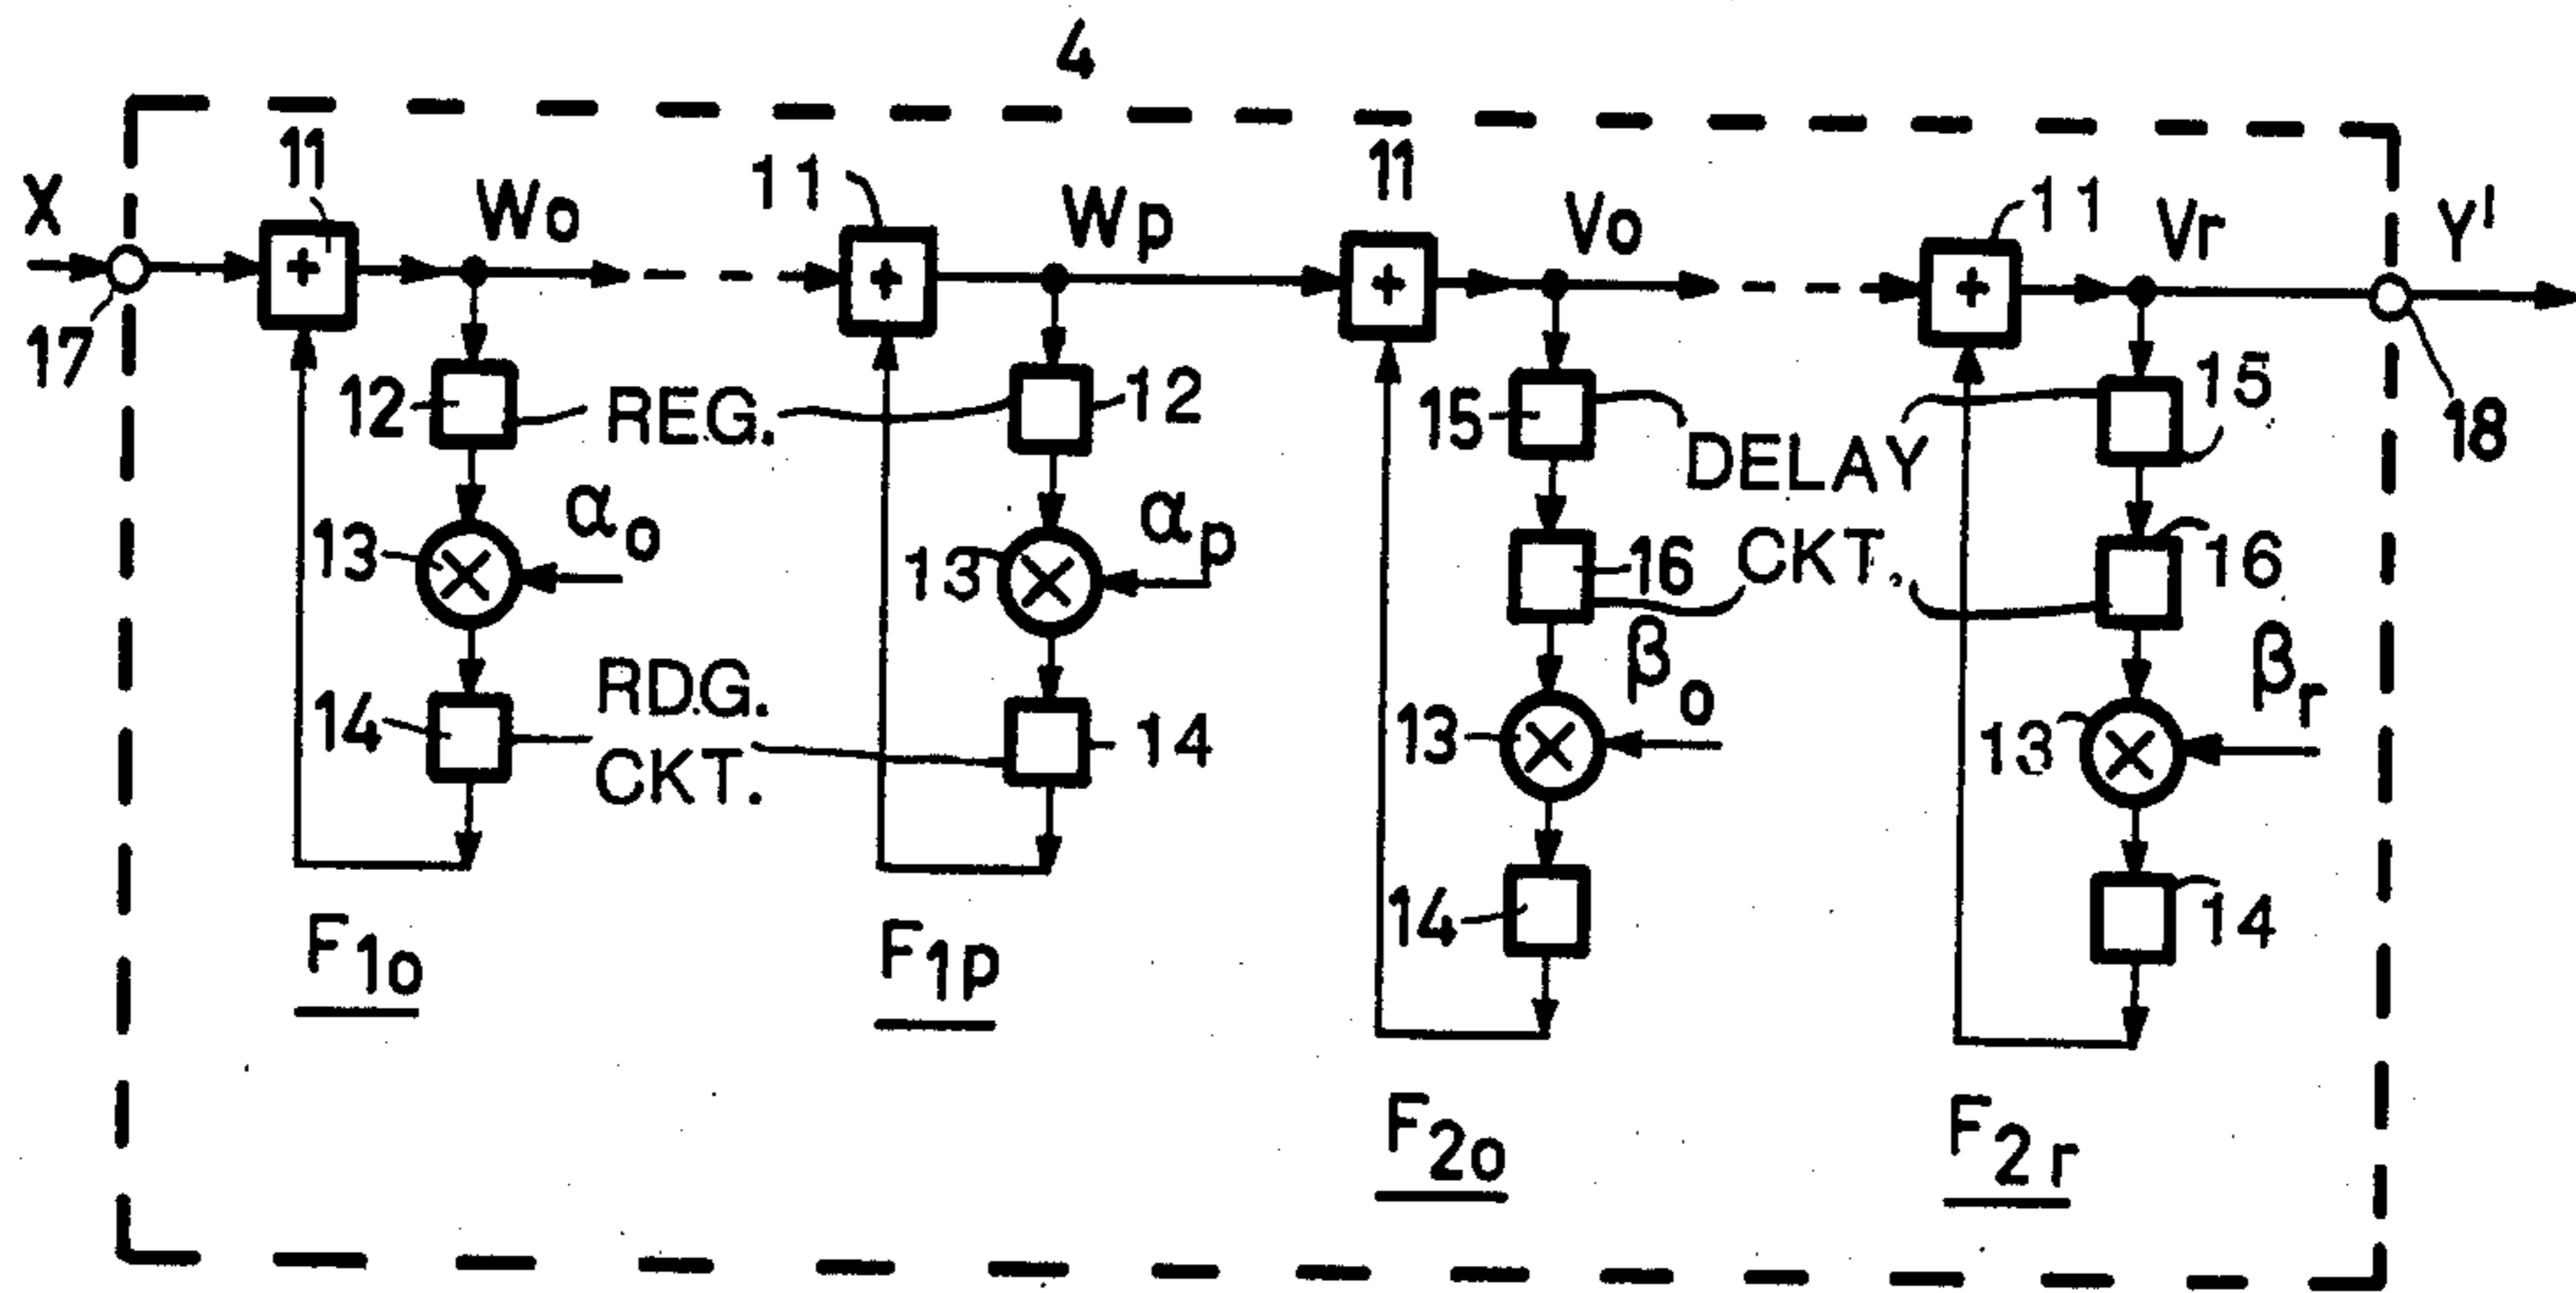 4
11
11
11
11
X
Wo
Wp
Vo
Vr
Y'
+
+
+
+
17
18
12
REG.
12
15
DELAY
15
13
αo
13
αp
16
CKT.
16
×
×
14
RDG.
CKT.
14
13
βo
13
βr
×
×
14
14
F1o
F1p
F2o
F2r